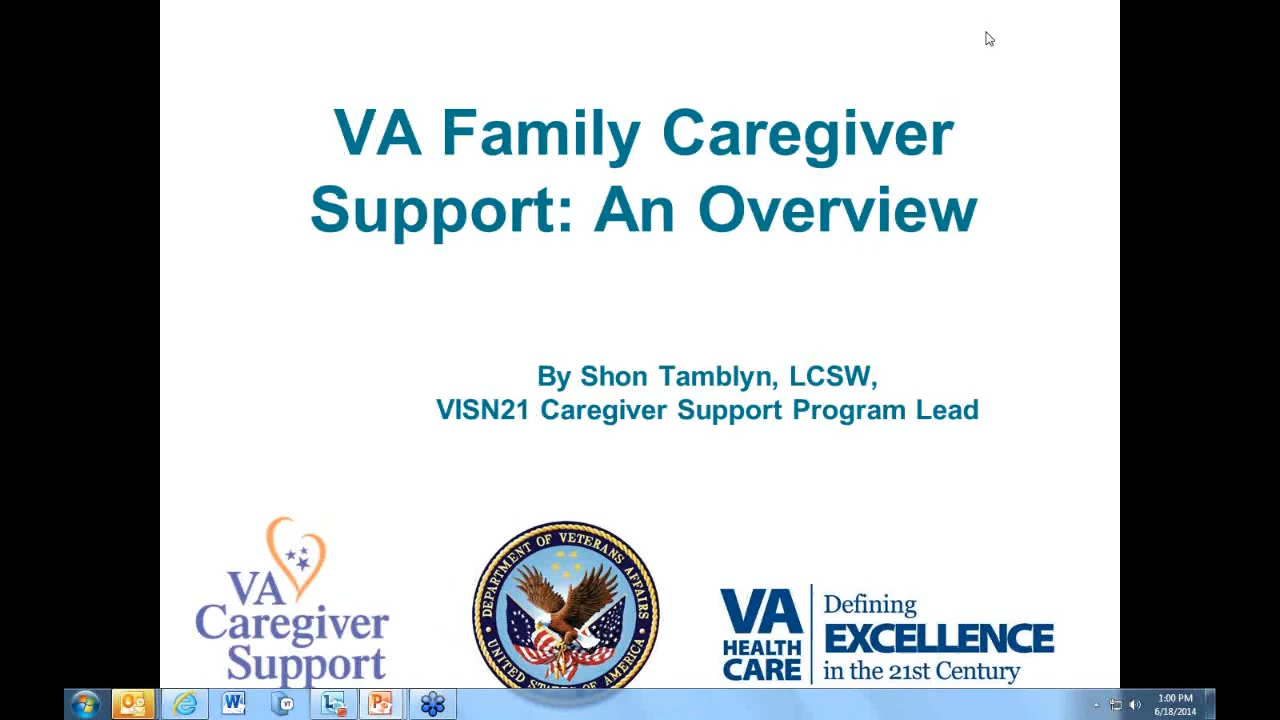 VA Family Caregiver
Support: An Overview
By Shon Tamblyn, LCSW,
VISN21 Caregiver Support Program Lead
VA
Caregiver
Support
DEPARTMENT OF VETERANS AFFAIRS
UNITED STATES OF AMERICA
VA
HEALTH
CARE
Defining
EXCELLENCE
in the 21st Century
1:00 PM
6/18/2014